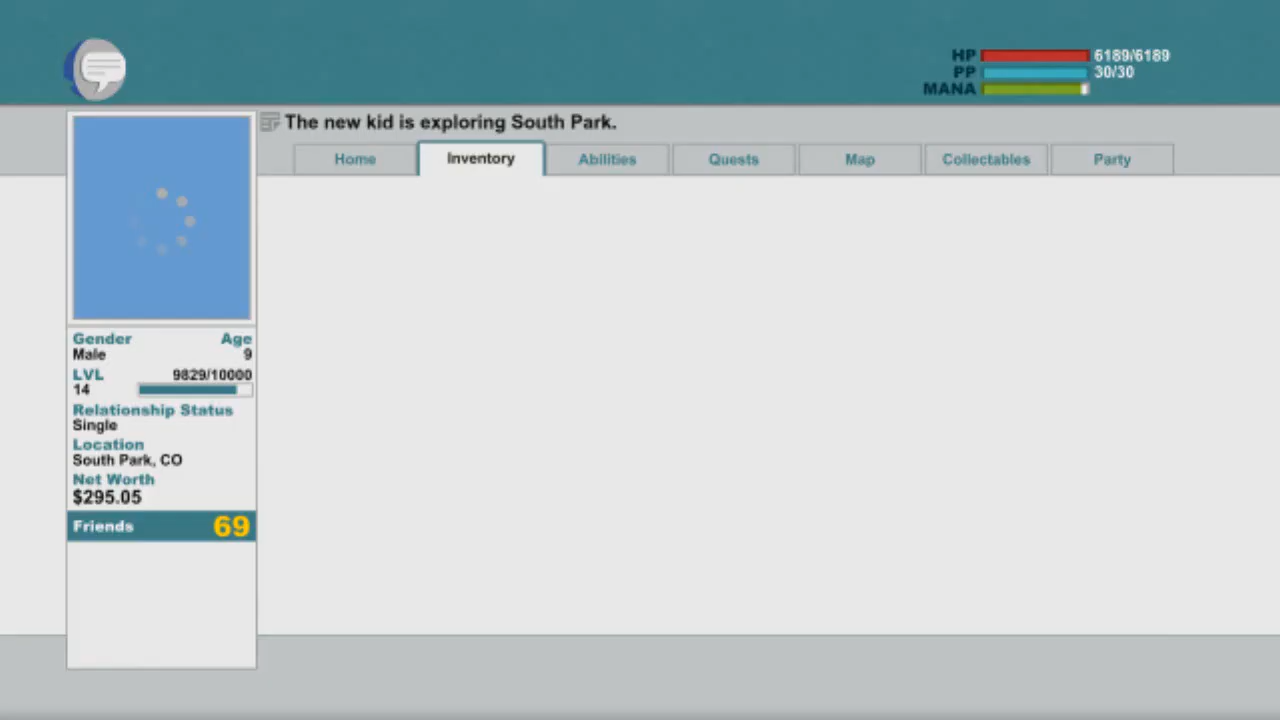 HP 6189/6189
PP 30/30
MANA
The new kid is exploring South Park.
Home Inventory Abilities Quests Map Collectables Party
Gender Age
Male 9
LVL 9829/10000
14
Relationship Status
Single
Location
South Park, CO
Net Worth
$295.05
Friends 69